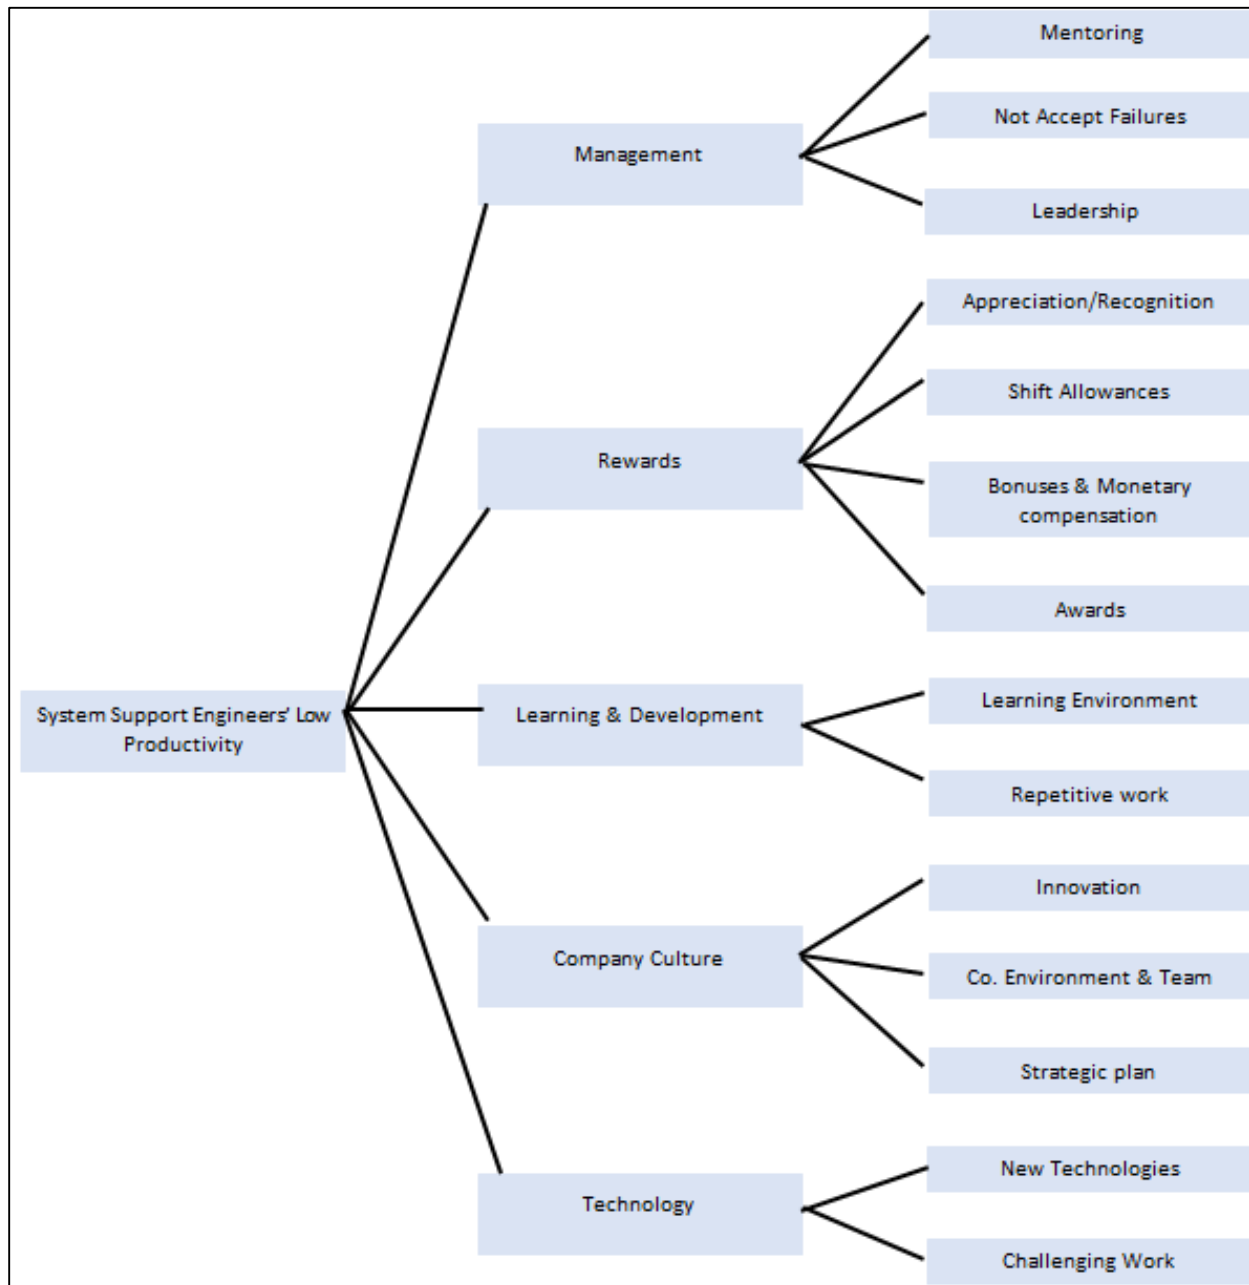 Mentoring
Not Accept Failures
Management
Leadership
Appreciation/Recognition
Shift Allowances
Rewards
Bonuses & Monetary
compensation
Awards
System Support Engineers' Low
Productivity
Learning & Development
Learning Environment
Repetitive work
Innovation
Company Culture
Co. Environment & Team
Strategic plan
New Technologies
Technology
Challenging Work